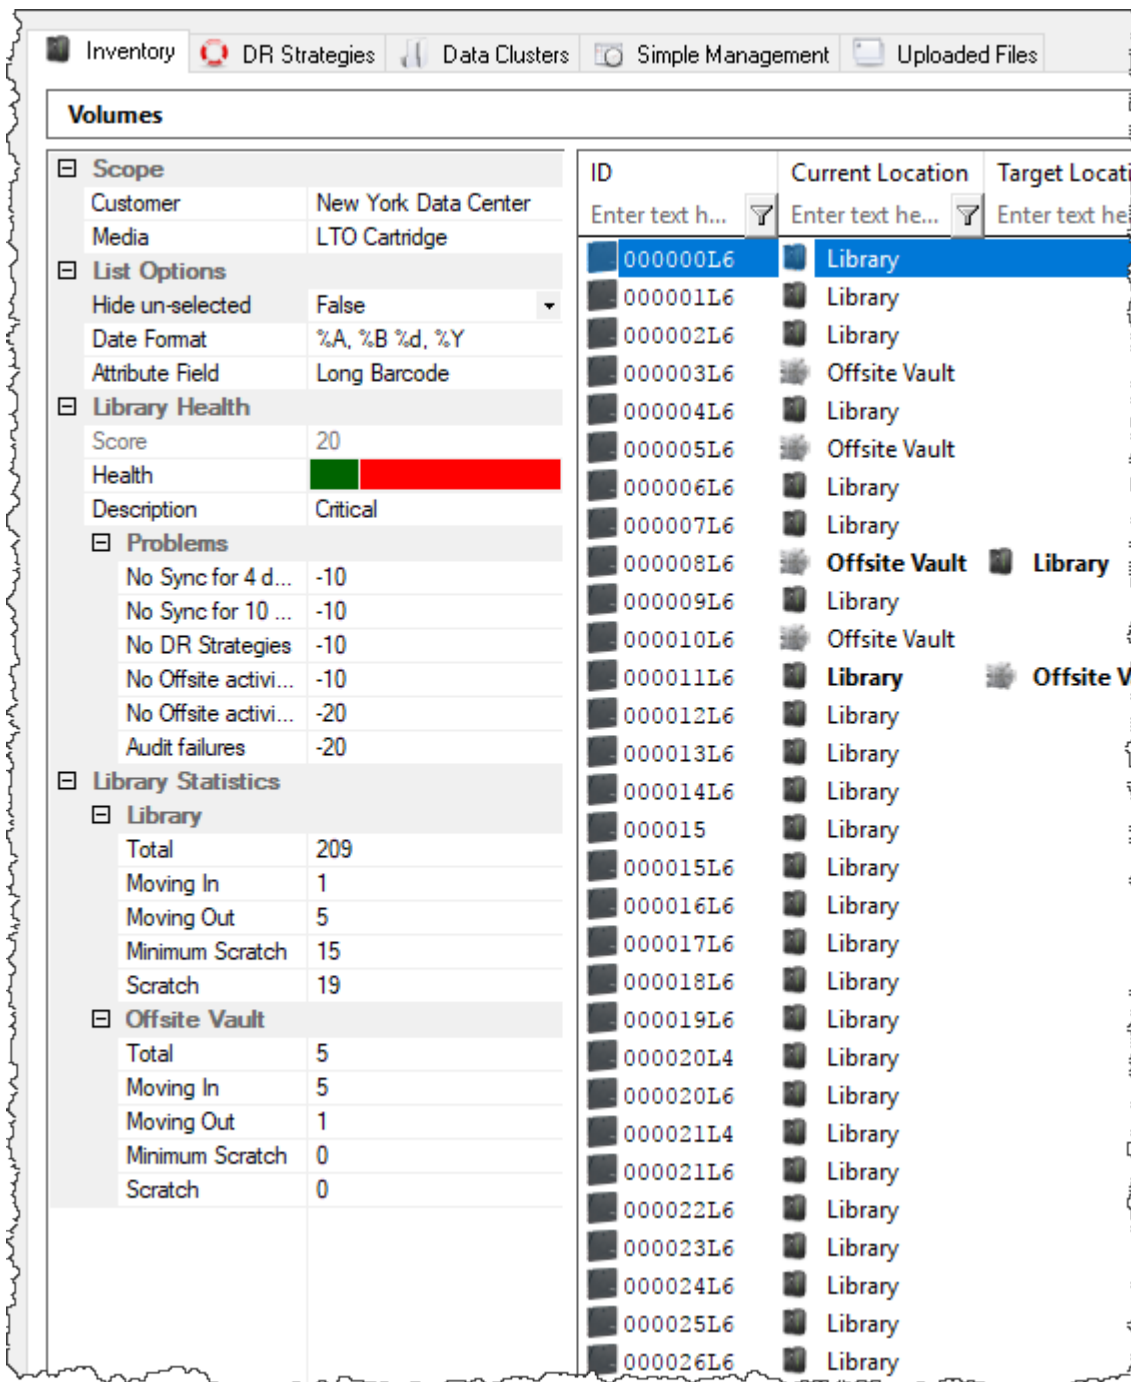 Inventory DR Strategies Data Clusters Simple Management Uploaded Files
Volumes
Scope
Customer New York Data Center
Media LTO Cartridge
List Options
Hide un-selected False
Date Format %A, %B %d, %Y
Attribute Field Long Barcode
Library Health
Score 20
Health
Description Critical
Problems
No Sync for 4 d... -10
No Sync for 10 ... -10
No DR Strategies -10
No Offsite activi... -10
No Offsite activi... -20
Audit failures -20
Library Statistics
Library
Total 209
Moving In 1
Moving Out 5
Minimum Scratch 15
Scratch 19
Offsite Vault
Total 5
Moving In 5
Moving Out 1
Minimum Scratch 0
Scratch 0
ID Current Location Target Locati
Enter text h... Enter text he... Enter text he
000000L6 Library
000001L6 Library
000002L6 Library
000003L6 Offsite Vault
000004L6 Library
000005L6 Offsite Vault
000006L6 Library
000007L6 Library
000008L6 Offsite Vault Library
000009L6 Library
000010L6 Offsite Vault
000011L6 Library Offsite V
000012L6 Library
000013L6 Library
000014L6 Library
000015 Library
000015L6 Library
000016L6 Library
000017L6 Library
000018L6 Library
000019L6 Library
000020L4 Library
000020L6 Library
000021L4 Library
000021L6 Library
000022L6 Library
000023L6 Library
000024L6 Library
000025L6 Library
000026L6 Library